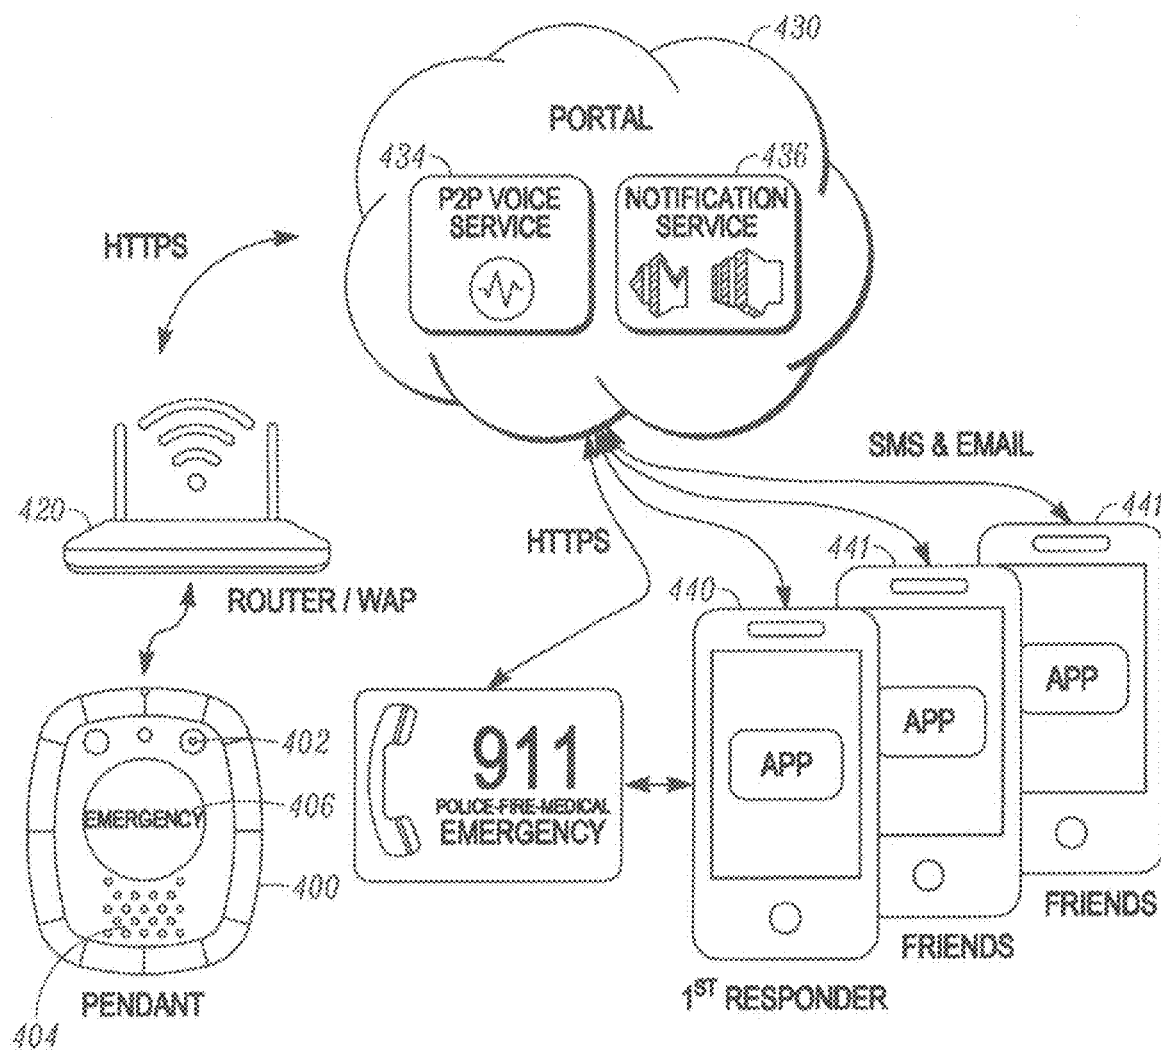 430
PORTAL
434
436
P2P VOICE
SERVICE
NOTIFICATION
SERVICE
HTTPS
SMS & EMAIL
420
HTTPS
441
441
440
ROUTER / WAP
APP
APP
APP
402
EMERGENCY
406
911
POLICE-FIRE-MEDICAL
EMERGENCY
400
FRIENDS
FRIENDS
1ST RESPONDER
PENDANT
404